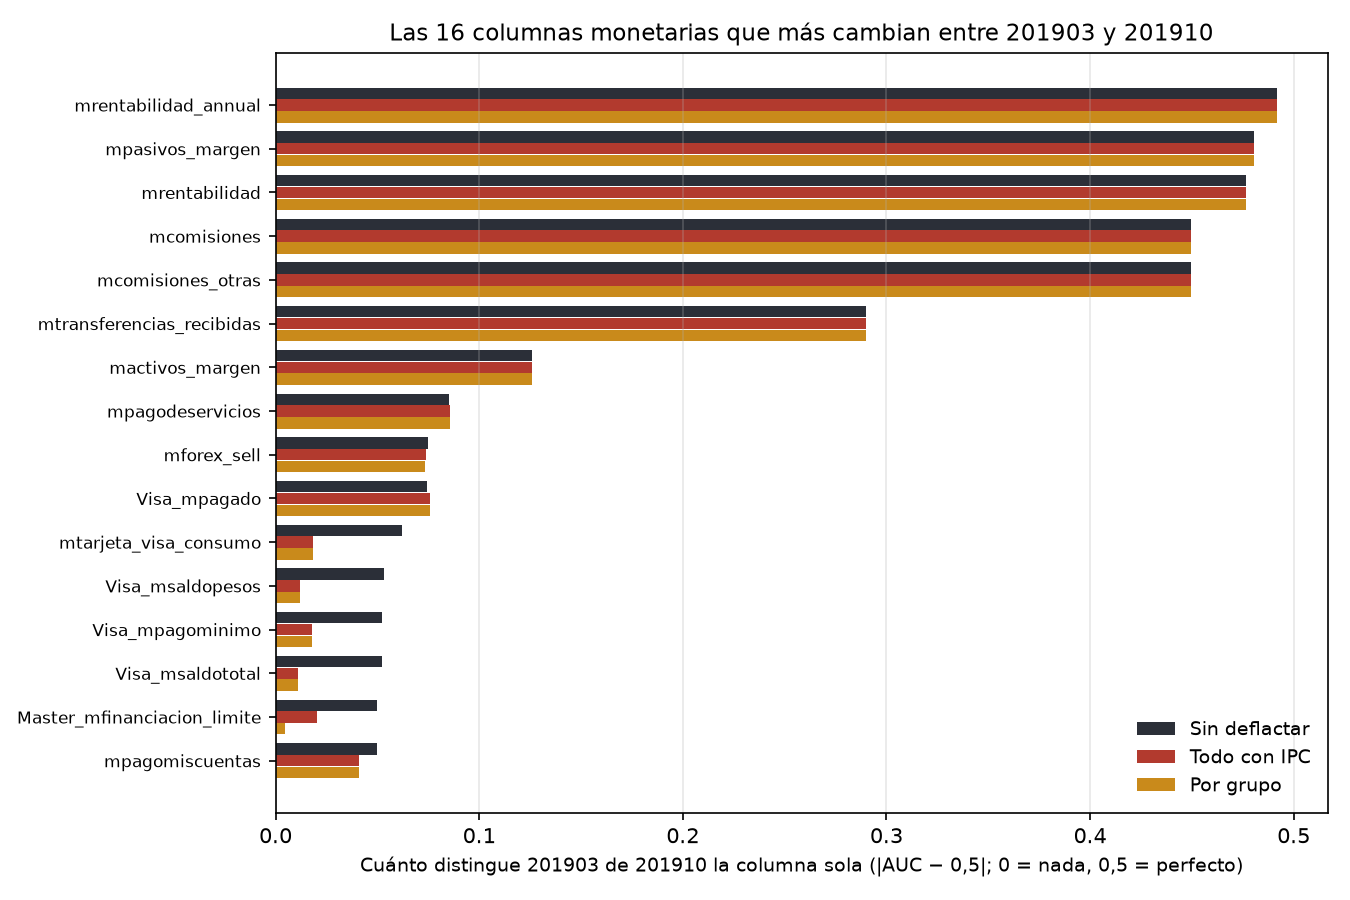 Las 16 columnas monetarias que más cambian entre 201903 y 201910
mrentabilidad_annual
mpasivos_margen
mrentabilidad
mcomisiones
mcomisiones_otras
mtransferencias_recibidas
mactivos_margen
mpagodeservicios
mforex_sell
Visa_mpagado
mtarjeta_visa_consumo
Visa_msaldopesos
Visa_mpagominimo
Visa_msaldototal
Master_mfinanciacion_limite
mpagomiscuentas
Sin deflactar
Todo con IPC
Por grupo
0.0 0.1 0.2 0.3 0.4 0.5
Cuánto distingue 201903 de 201910 la columna sola (|AUC − 0,5|; 0 = nada, 0,5 = perfecto)